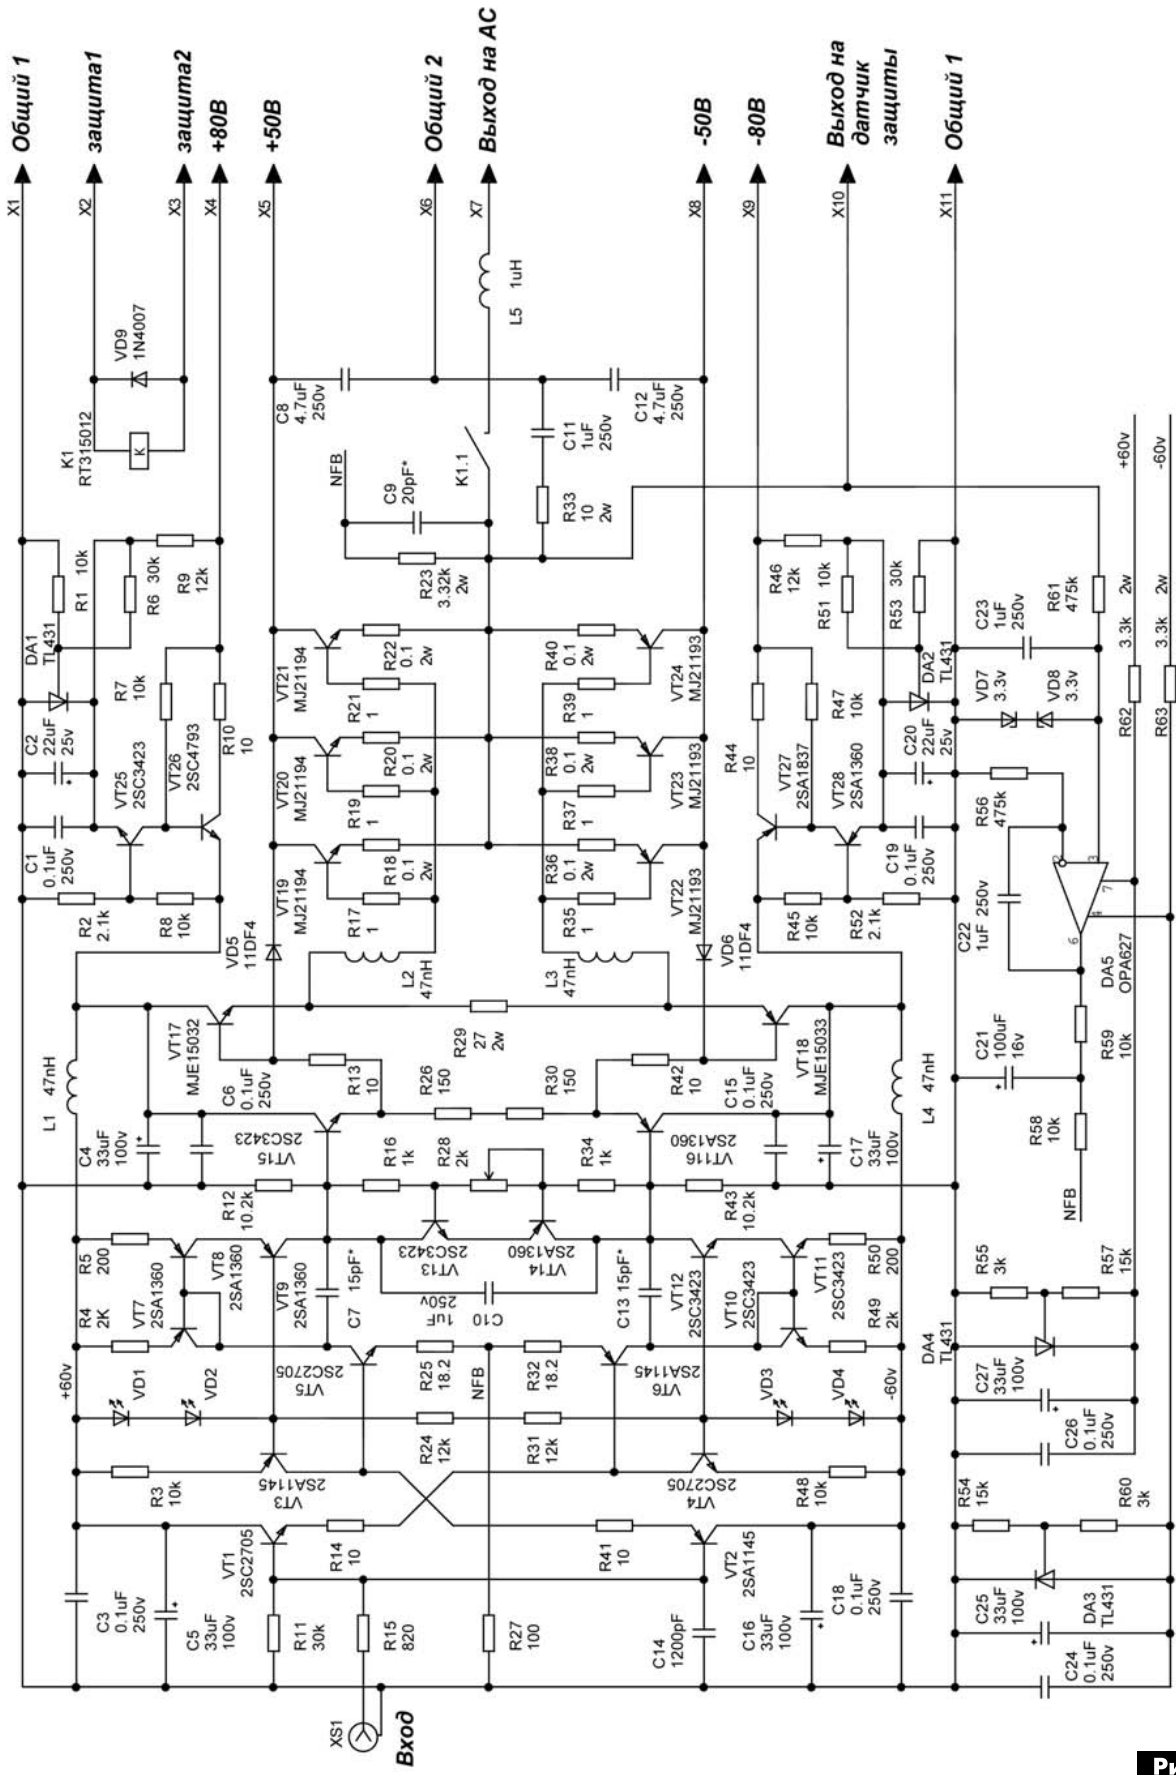 Общий 1
защита1
защита2
+80В
+50В
Общий 2
Выход на АС
-50В
-80В
Выход на
датчик
защиты
Общий 1
X1
X2
X3
X4
X5
X6
X7
X8
X9
X10
X11
K1
RT315012
K
VD9
1N4007
L5 1uH
C8
4.7uF
250v
C12
4.7uF
250v
C11
1uF
250v
R33
10
2w
K1.1
NFB
C9
20pF*
R23
3.32k
2w
DA1
TL431
R1 10k
R6 30k
R9
12k
R7
10k
C2
22uF
25v
VT25
2SC3423
VT26
2SC4793
R10
10
C1
0.1uF
250v
R2
2.1k
R8
10k
VT21
MJ21194
R22
0.1
2w
R21
1
VT20
MJ21194
R20
0.1
2w
R19
1
VT19
MJ21194
R18
0.1
2w
R17
1
R40
0.1
2w
R39
1
VT24
MJ21193
R38
0.1
2w
R37
1
VT23
MJ21193
R36
0.1
2w
R35
1
VT22
MJ21193
R46
12k
R51 10k
R53 30k
DA2
TL431
R44
10
R47
10k
VT27
2SA1837
VT28
2SA1360
C20
22uF
25v
C19
0.1uF
250v
R45
10k
R52
2.1k
VD5
11DF4
VD6
11DF4
L2
47nH
L3
47nH
L1 47nH
L4 47nH
VT17
MJE15032
VT18
MJE15033
R29
27
2w
C6
0.1uF
250v
R13
10
R26
150
R30
150
R42
10
C15
0.1uF
250v
C4
33uF
100v
VT15
2SC3423
R16
1k
R28
2k
R34
1k
VT116
2SA1360
C17
33uF
100v
R12
10.2k
R43
10.2k
R5
200
R4
2K
VT7
2SA1360
VT8
2SA1360
VT9
2SA1360
C7
15pF*
VT13
2SC3423
VT14
2SA1360
C10
1uF
250v
C13 15pF*
VT12
2SC3423
VT10
2SC3423
VT11
2SC3423
R50
200
R49
2k
+60v
VD1
VD2
VT5
2SC2705
R25
18.2
NFB
R32
18.2
VT6
2SA1145
VD3
VD4
-60v
R24
12k
R31
12k
R3
10k
VT3
2SA1145
VT4
2SC2705
R48
10k
VT1
2SC2705
R14
10
R41
10
VT2
2SA1145
C3
0.1uF
250v
C5
33uF
100v
R11
30k
R15
820
R27
100
C14
1200pF
C16
33uF
100v
C18
0.1uF
250v
XS1
Вход
C23
1uF
250v
R61
475k
VD7
3.3v
VD8
3.3v
R62 3.3k 2w
R63 3.3k 2w
+60v
-60v
R56
475k
C22
1uF 250v
2
3
4
6
7
DA5
OPA627
C21
100uF
16v
R59
10k
R58
10k
NFB
R55
3k
R57
15k
DA4
TL431
C27
33uF
100v
C26
0.1uF
250v
R54
15k
R60
3k
C25
33uF
100v
DA3
TL431
C24
0.1uF
250v